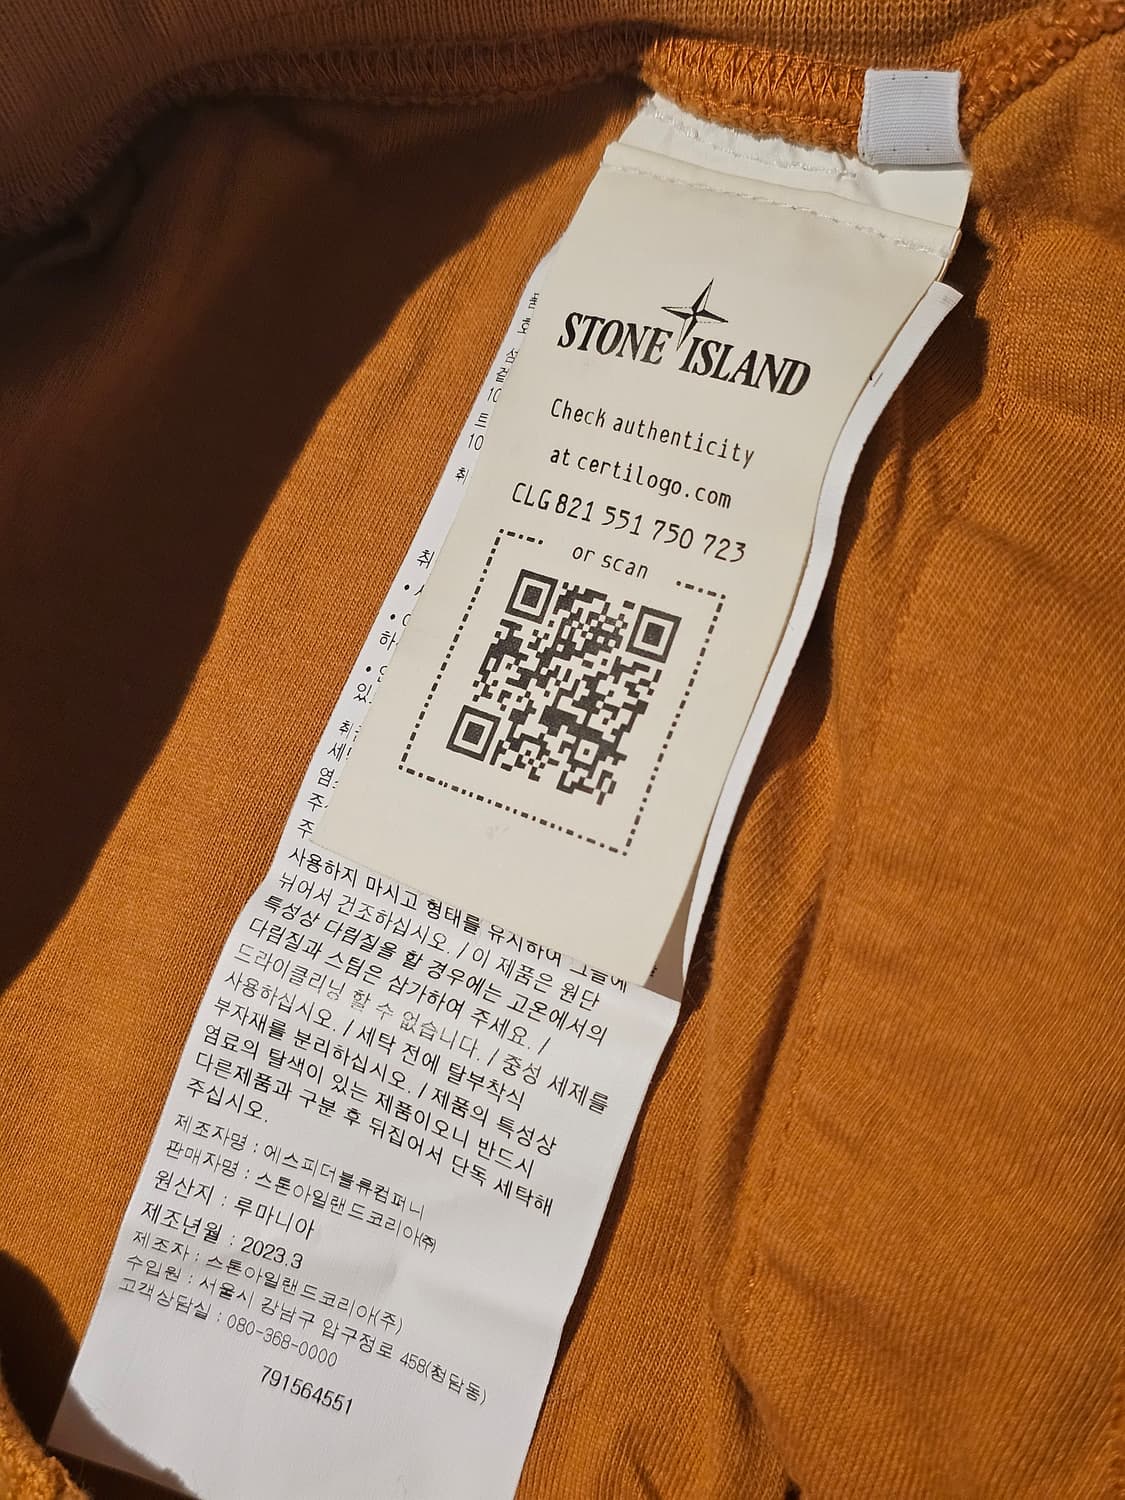 STONE ISLAND
Check authenticity
at certilogo.com
CLG 821 551 750 723
or scan
사용하지 마시고 형태를 유지하여 그늘에
뉘어서 건조하십시오. / 이 제품은 원단
특성상 다림질을 할 경우에는 고온에서의
다림질과 스팀은 삼가하여 주세요. /
드라이클리닝 할 수 없습니다. / 중성 세제를
사용하십시오. / 세탁 전에 탈부착식
부자재를 분리하십시오. / 제품의 특성상
염료의 탈색이 있는 제품이오니 반드시
다른제품과 구분 후 뒤집어서 단독 세탁해
주십시오.
제조자명 : 에스피더블류컴퍼니
판매자명 : 스톤아일랜드코리아㈜
원산지 : 루마니아
제조년월 : 2023.3
제조자 : 스톤아일랜드코리아(주)
수입원 : 서울시 강남구 압구정로 458(청담동)
고객상담실 : 080-368-0000
791564551